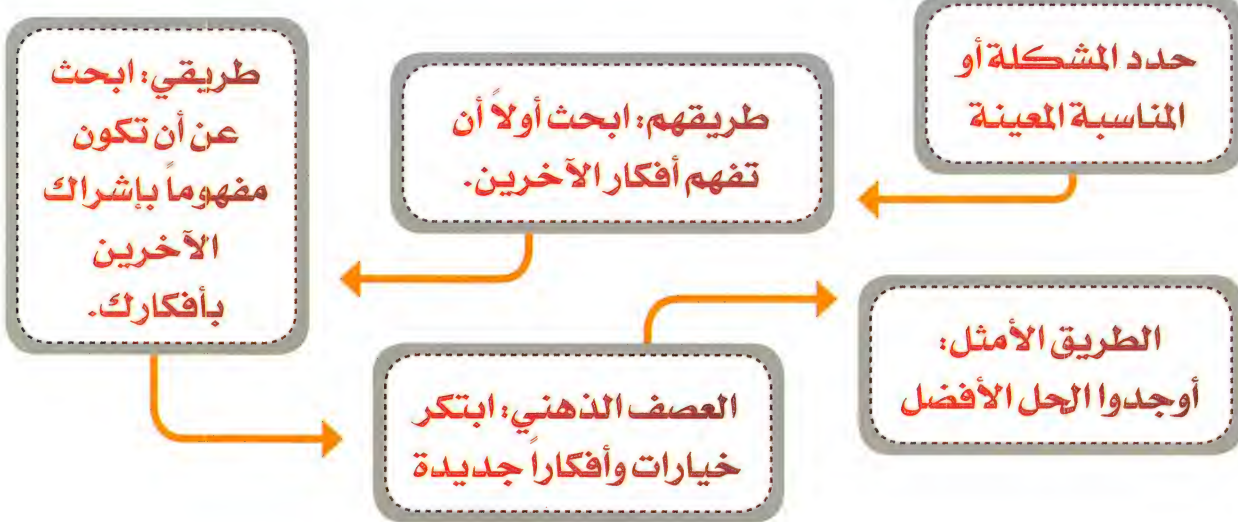 حدد المشكلة أو
المناسبة المعينة
طريقهم: ابحث أولاً أن
تفهم أفكار الآخرين.
طريقي: ابحث
عن أن تكون
مفهوماً بإشراك
الآخرين
بأفكارك.
العصف الذهني: ابتكر
خيارات وأفكاراً جديدة
الطريق الأمثل:
أوجدوا الحل الأفضل